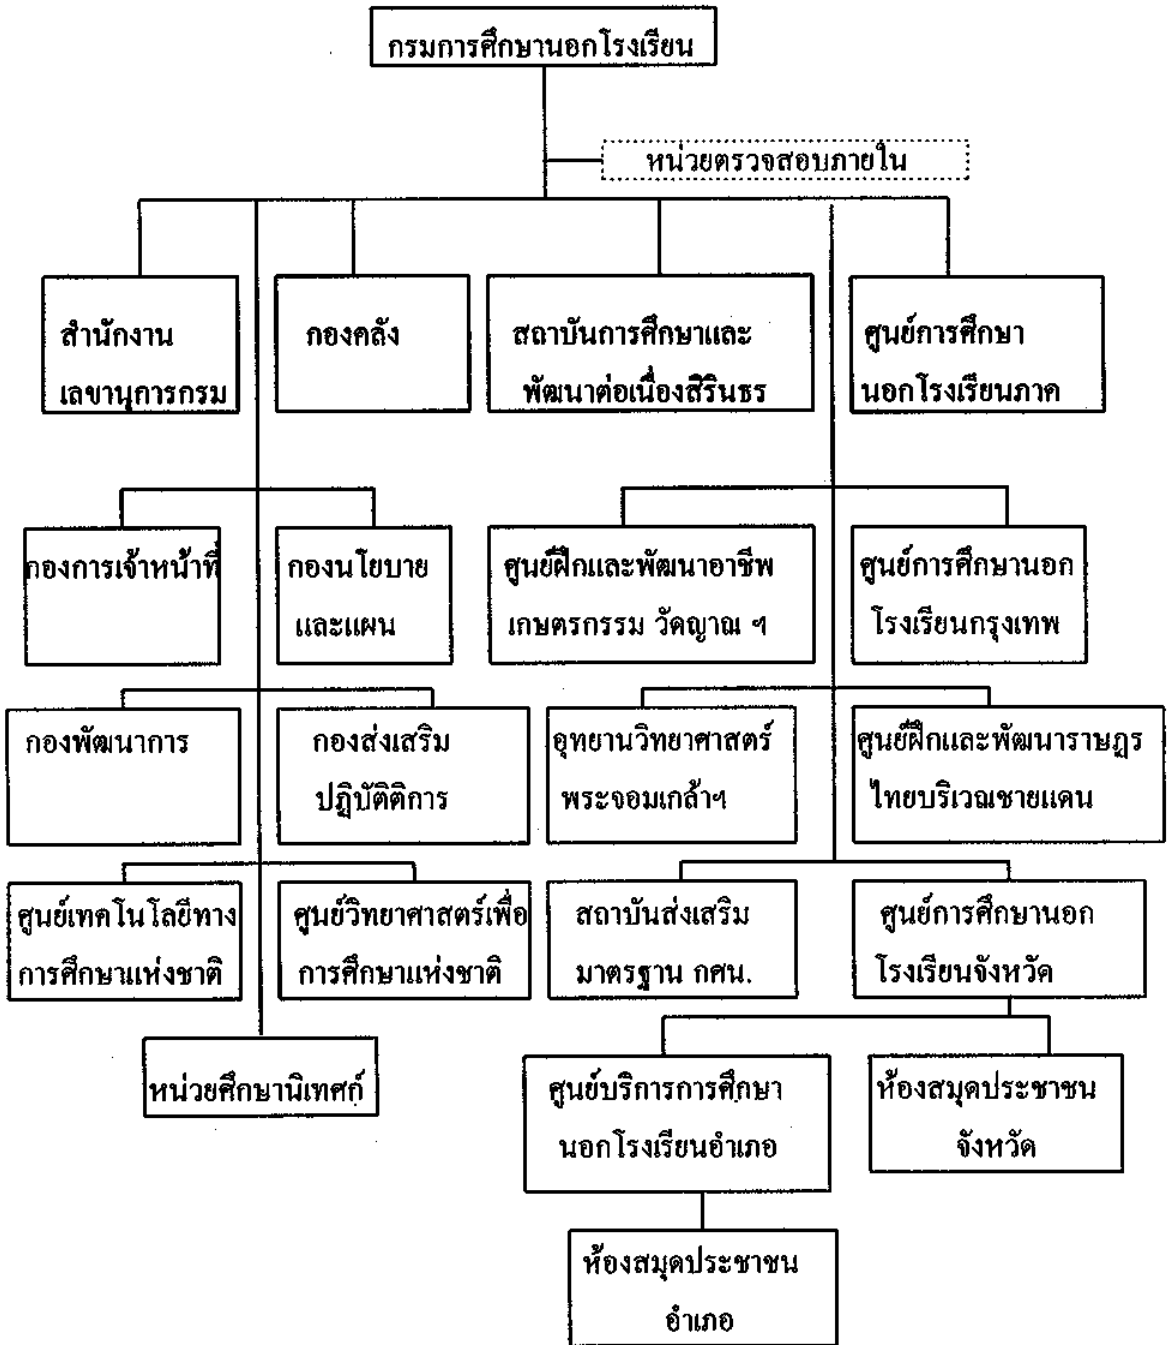 กรมการศึกษานอกโรงเรียน
หน่วยตรวจสอบภายใน
สำนักงาน
เลขานุการกรม
กองคลัง
สถาบันการศึกษาและ
พัฒนาต่อเนื่องสิรินธร
ศูนย์การศึกษา
นอกโรงเรียนภาค
กองการเจ้าหน้าที่
กองนโยบาย
และแผน
ศูนย์ฝึกและพัฒนาอาชีพ
เกษตรกรรม วัดญาณ ฯ
ศูนย์การศึกษานอก
โรงเรียนกรุงเทพ
กองพัฒนาการ
กองส่งเสริม
ปฏิบัติติการ
อุทยานวิทยาศาสตร์
พระจอมเกล้าฯ
ศูนย์ฝึกและพัฒนาราษฎร
ไทยบริเวณชายแดน
ศูนย์เทคโนโลยีทาง
การศึกษาแห่งชาติ
ศูนย์วิทยาศาสตร์เพื่อ
การศึกษาแห่งชาติ
สถาบันส่งเสริม
มาตรฐาน กศน.
ศูนย์การศึกษานอก
โรงเรียนจังหวัด
หน่วยศึกษานิเทศก์
ศูนย์บริการการศึกษา
นอกโรงเรียนอำเภอ
ห้องสมุดประชาชน
จังหวัด
ห้องสมุดประชาชน
อำเภอ